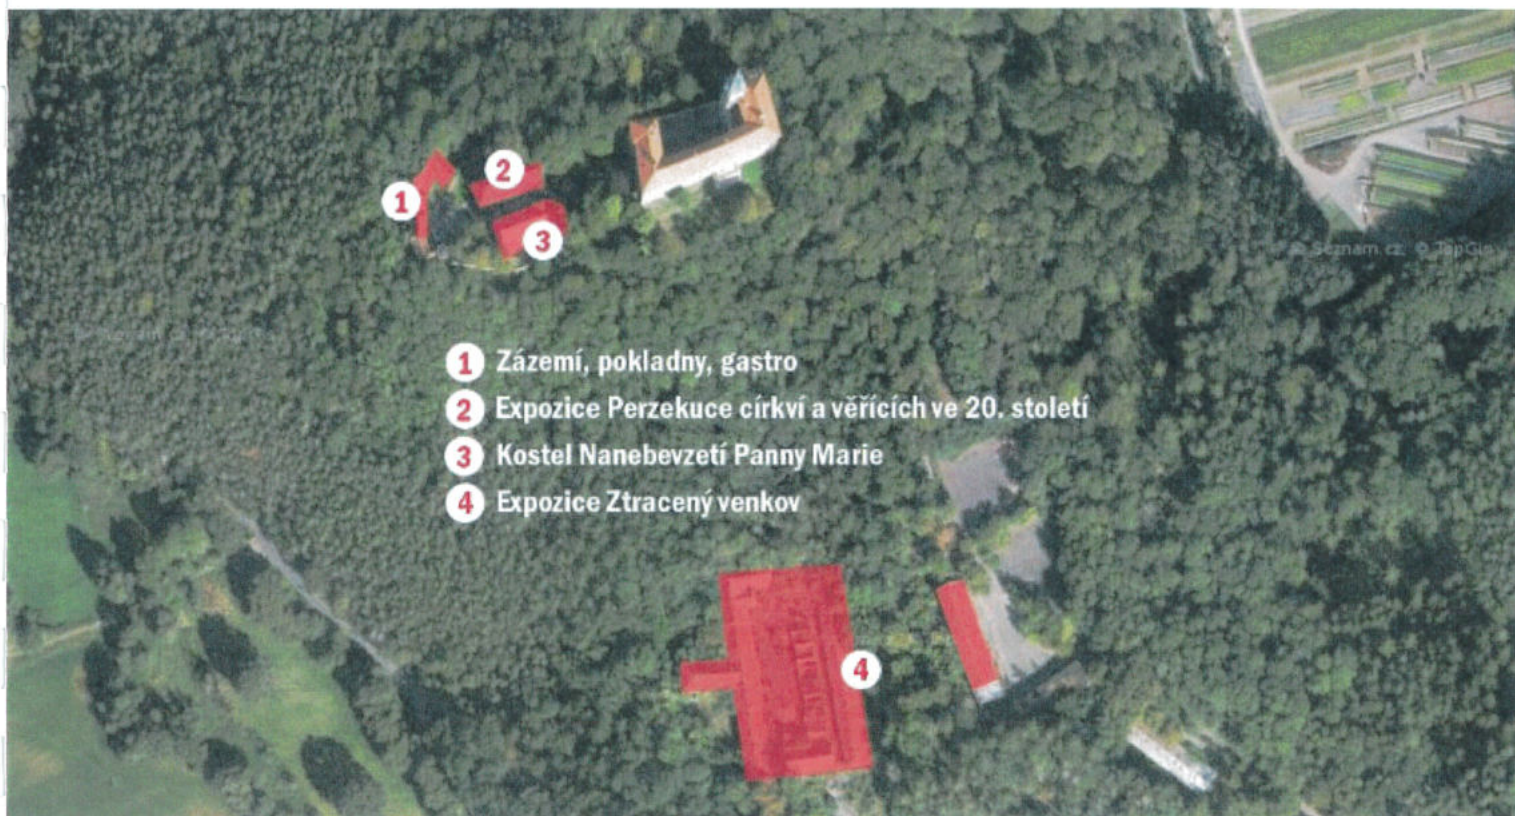 Seznam.cz, © TopGis,
1
2
3
1 Zázemí, pokladny, gastro
2 Expozice Perzekuce církví a věřících ve 20. století
3 Kostel Nanebevzetí Panny Marie
4 Expozice Ztracený venkov
4